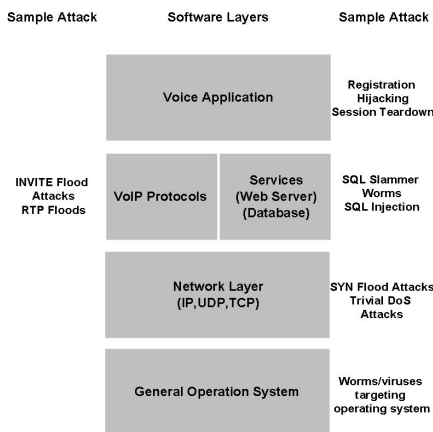 Sample Attack
Software Layers
Sample Attack
Voice Application
Registration
Hijacking
Session Teardown
INVITE Flood
Attacks
RTP Floods
VoIP Protocols
Services
(Web Server)
(Database)
SQL Slammer
Worms
SQL Injection
Network Layer
(IP,UDP,TCP)
SYN Flood Attacks
Trivial DoS
Attacks
General Operation System
Worms/viruses
targeting
operating system